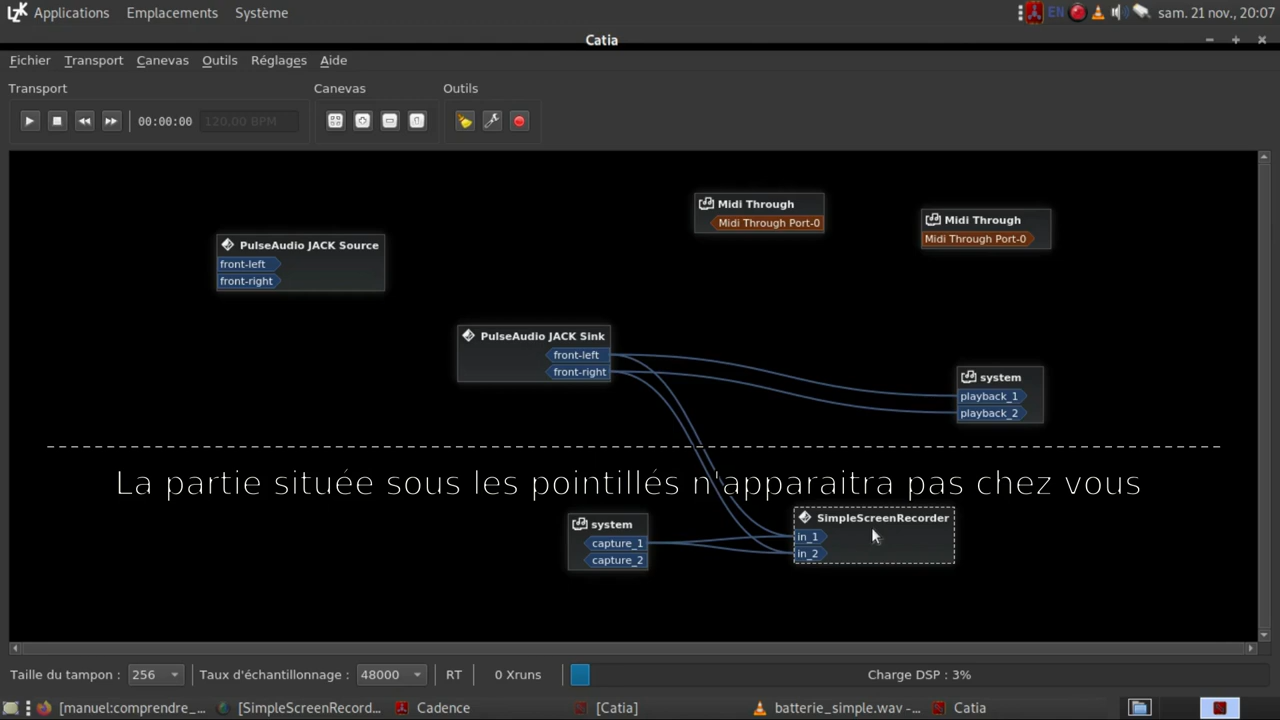 Applications Emplacements Système EN sam. 21 nov., 20:07
Catia
Fichier Transport Canevas Outils Réglages Aide
Transport Canevas Outils
00:00:00 120,00 BPM
Midi Through
Midi Through Port-0
Midi Through
Midi Through Port-0
PulseAudio JACK Source
front-left
front-right
PulseAudio JACK Sink
front-left
front-right
system
playback_1
playback_2
La partie située sous les pointillés n'apparaitra pas chez vous
system
capture_1
capture_2
SimpleScreenRecorder
in_1
in_2
Taille du tampon : 256 Taux d'échantillonnage : 48000 RT 0 Xruns Charge DSP : 3%
[manuel:comprendre_... [SimpleScreenRecord... Cadence [Catia] batterie_simple.wav -... Catia